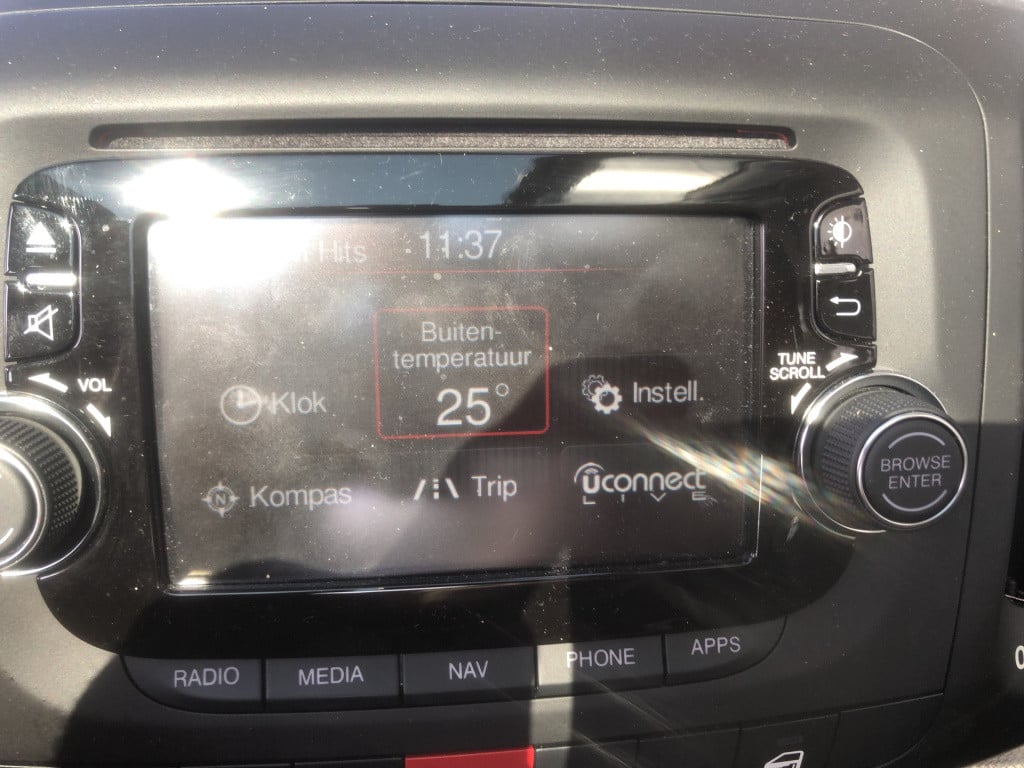 Hits 11:37
Buiten-
temperatuur
25°
Klok
Instell.
Kompas
Trip
Uconnect
LIVE
VOL
TUNE
SCROLL
BROWSE
ENTER
RADIO
MEDIA
NAV
PHONE
APPS